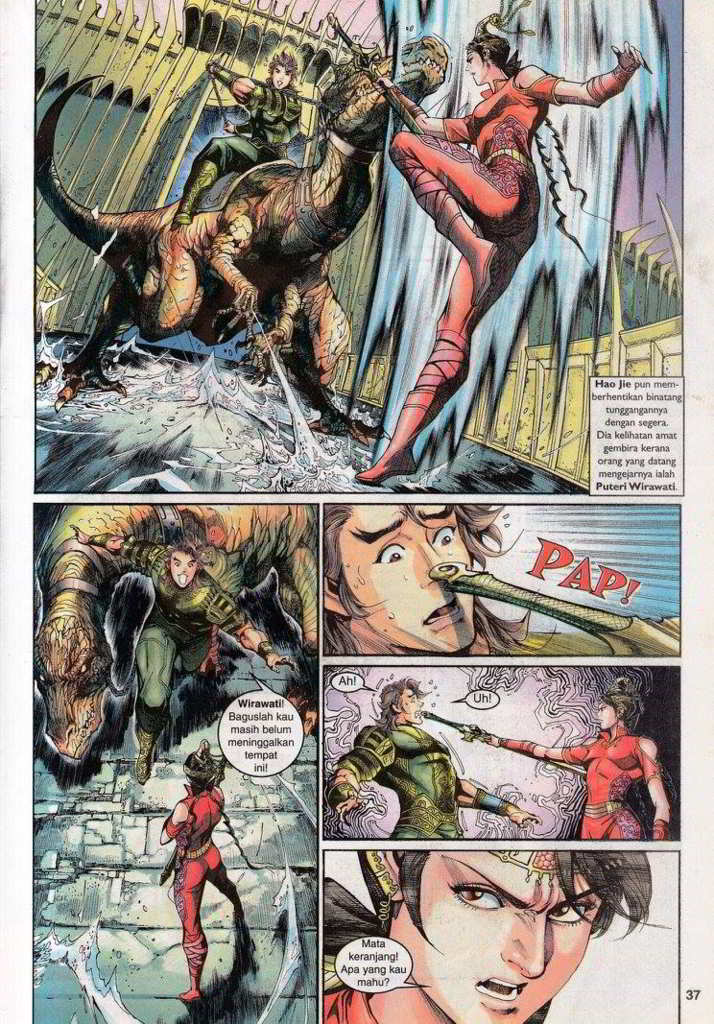 Hao Jie pun mem-
berhentikan binatang
tunggangannya
dengan segera.
Dia kelihatan amat
gembira kerana
orang yang datang
mengejarnya ialah
Puteri Wirawati.
Wirawati!
Baguslah kau
masih belum
meninggalkan
tempat
ini!
PAP!
Ah!
Uh!
Mata
keranjang!
Apa yang kau
mahu?
37